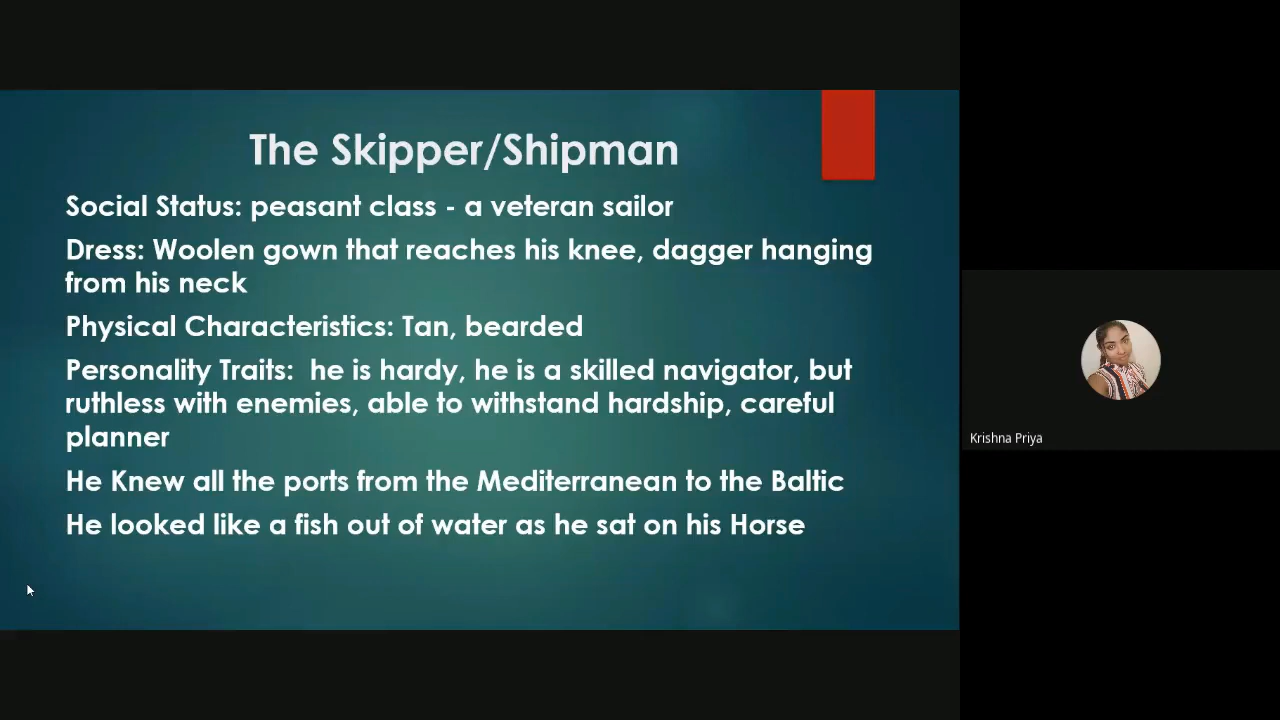 The Skipper/Shipman
Social Status: peasant class - a veteran sailor
Dress: Woolen gown that reaches his knee, dagger hanging
from his neck
Physical Characteristics: Tan, bearded
Personality Traits:  he is hardy, he is a skilled navigator, but
ruthless with enemies, able to withstand hardship, careful
planner
He Knew all the ports from the Mediterranean to the Baltic
He looked like a fish out of water as he sat on his Horse
Krishna Priya